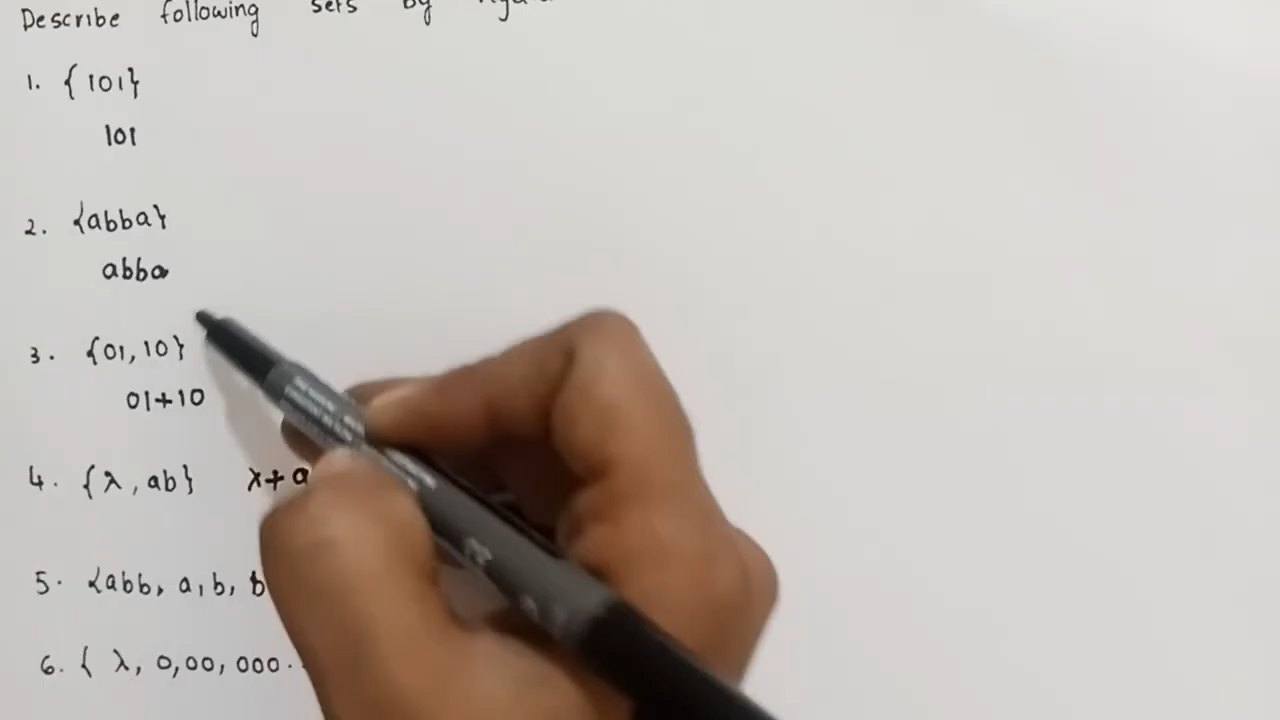 Describe following sets by
1. {101}
101
2. {abba}
abba
3. {01,10}
01+10
4. {λ, ab} λ+a
5. {abb, a, b, b
6. { λ, 0,00, 000..